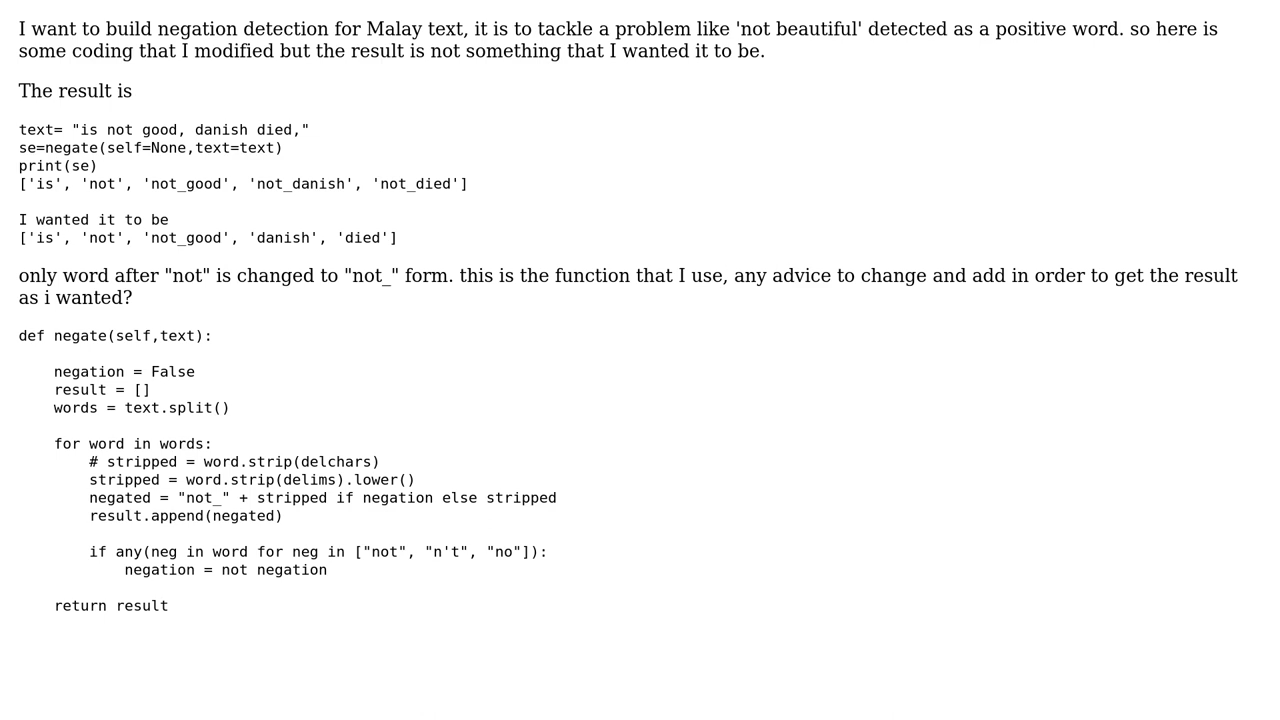 I want to build negation detection for Malay text, it is to tackle a problem like 'not beautiful' detected as a positive word. so here is
some coding that I modified but the result is not something that I wanted it to be.
The result is
text= "is not good, danish died,"
se=negate(self=None,text=text)
print(se)
['is', 'not', 'not_good', 'not_danish', 'not_died']
I wanted it to be
['is', 'not', 'not_good', 'danish', 'died']
only word after "not" is changed to "not_" form. this is the function that I use, any advice to change and add in order to get the result
as i wanted?
def negate(self,text):
    negation = False
    result = []
    words = text.split()
    for word in words:
        # stripped = word.strip(delchars)
        stripped = word.strip(delims).lower()
        negated = "not_" + stripped if negation else stripped
        result.append(negated)
        if any(neg in word for neg in ["not", "n't", "no"]):
            negation = not negation
    return result